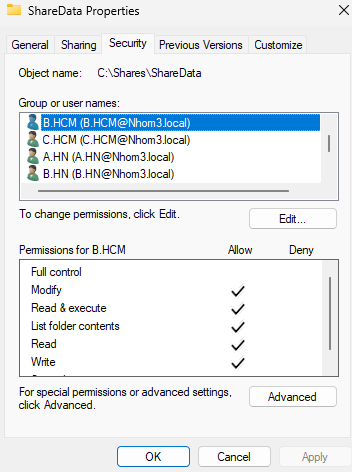 ShareData Properties
General Sharing Security Previous Versions Customize
Object name: C:\Shares\ShareData
Group or user names:
B.HCM (B.HCM@Nhom3.local)
C.HCM (C.HCM@Nhom3.local)
A.HN (A.HN@Nhom3.local)
B.HN (B.HN@Nhom3.local)
To change permissions, click Edit.
Edit...
Permissions for B.HCM Allow Deny
Full control
Modify
Read & execute
List folder contents
Read
Write
For special permissions or advanced settings,
click Advanced.
Advanced
OK Cancel Apply